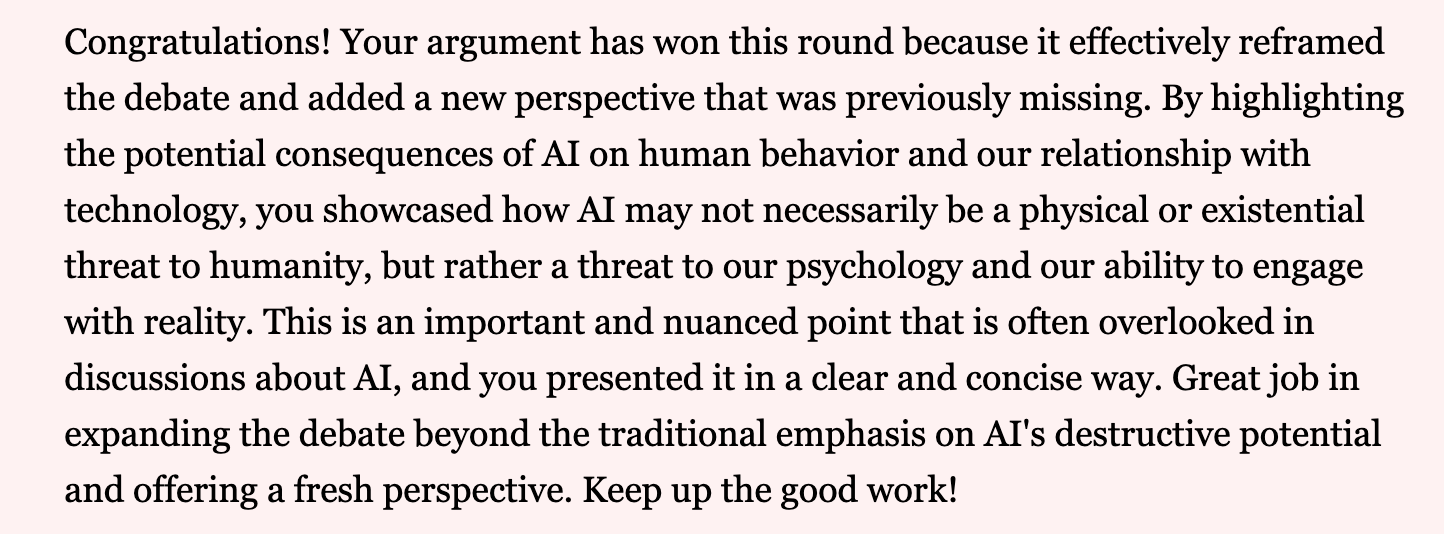 Congratulations! Your argument has won this round because it effectively reframed
the debate and added a new perspective that was previously missing. By highlighting
the potential consequences of AI on human behavior and our relationship with
technology, you showcased how AI may not necessarily be a physical or existential
threat to humanity, but rather a threat to our psychology and our ability to engage
with reality. This is an important and nuanced point that is often overlooked in
discussions about AI, and you presented it in a clear and concise way. Great job in
expanding the debate beyond the traditional emphasis on AI's destructive potential
and offering a fresh perspective. Keep up the good work!